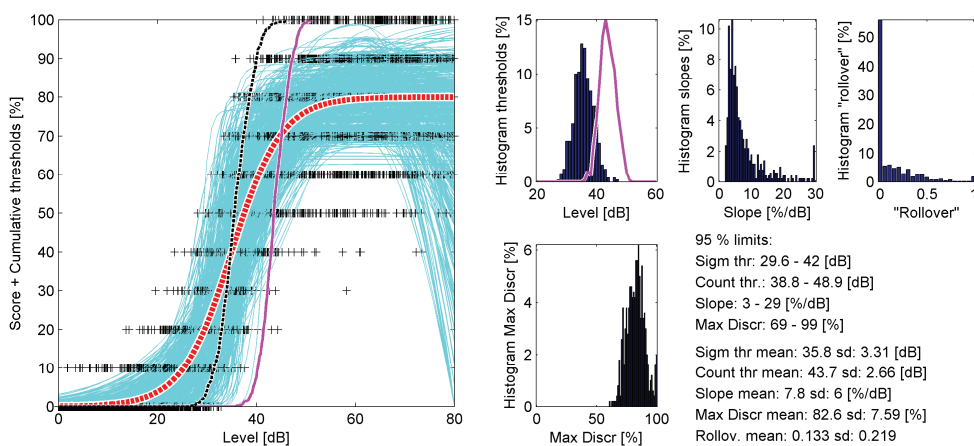 Score + Cumulative thresholds [%]
100
90
80
70
60
50
40
30
20
10
0
0
20
40
60
80
Level [dB]
Histogram thresholds [%]
15
10
5
0
20
40
60
Level [dB]
Histogram slopes [%]
10
8
6
4
2
0
0
10
20
30
Slope [%/dB]
Histogram "rollover" [%]
50
40
30
20
10
0
0
0.5
1
"Rollover"
Histogram Max Discr [%]
6
4
2
0
0
50
100
Max Discr [%]
95 % limits:
Sigm thr: 29.6 - 42 [dB]
Count thr.: 38.8 - 48.9 [dB]
Slope: 3 - 29 [%/dB]
Max Discr: 69 - 99 [%]
Sigm thr mean: 35.8 sd: 3.31 [dB]
Count thr mean: 43.7 sd: 2.66 [dB]
Slope mean: 7.8 sd: 6 [%/dB]
Max Discr mean: 82.6 sd: 7.59 [%]
Rollov. mean: 0.133 sd: 0.219